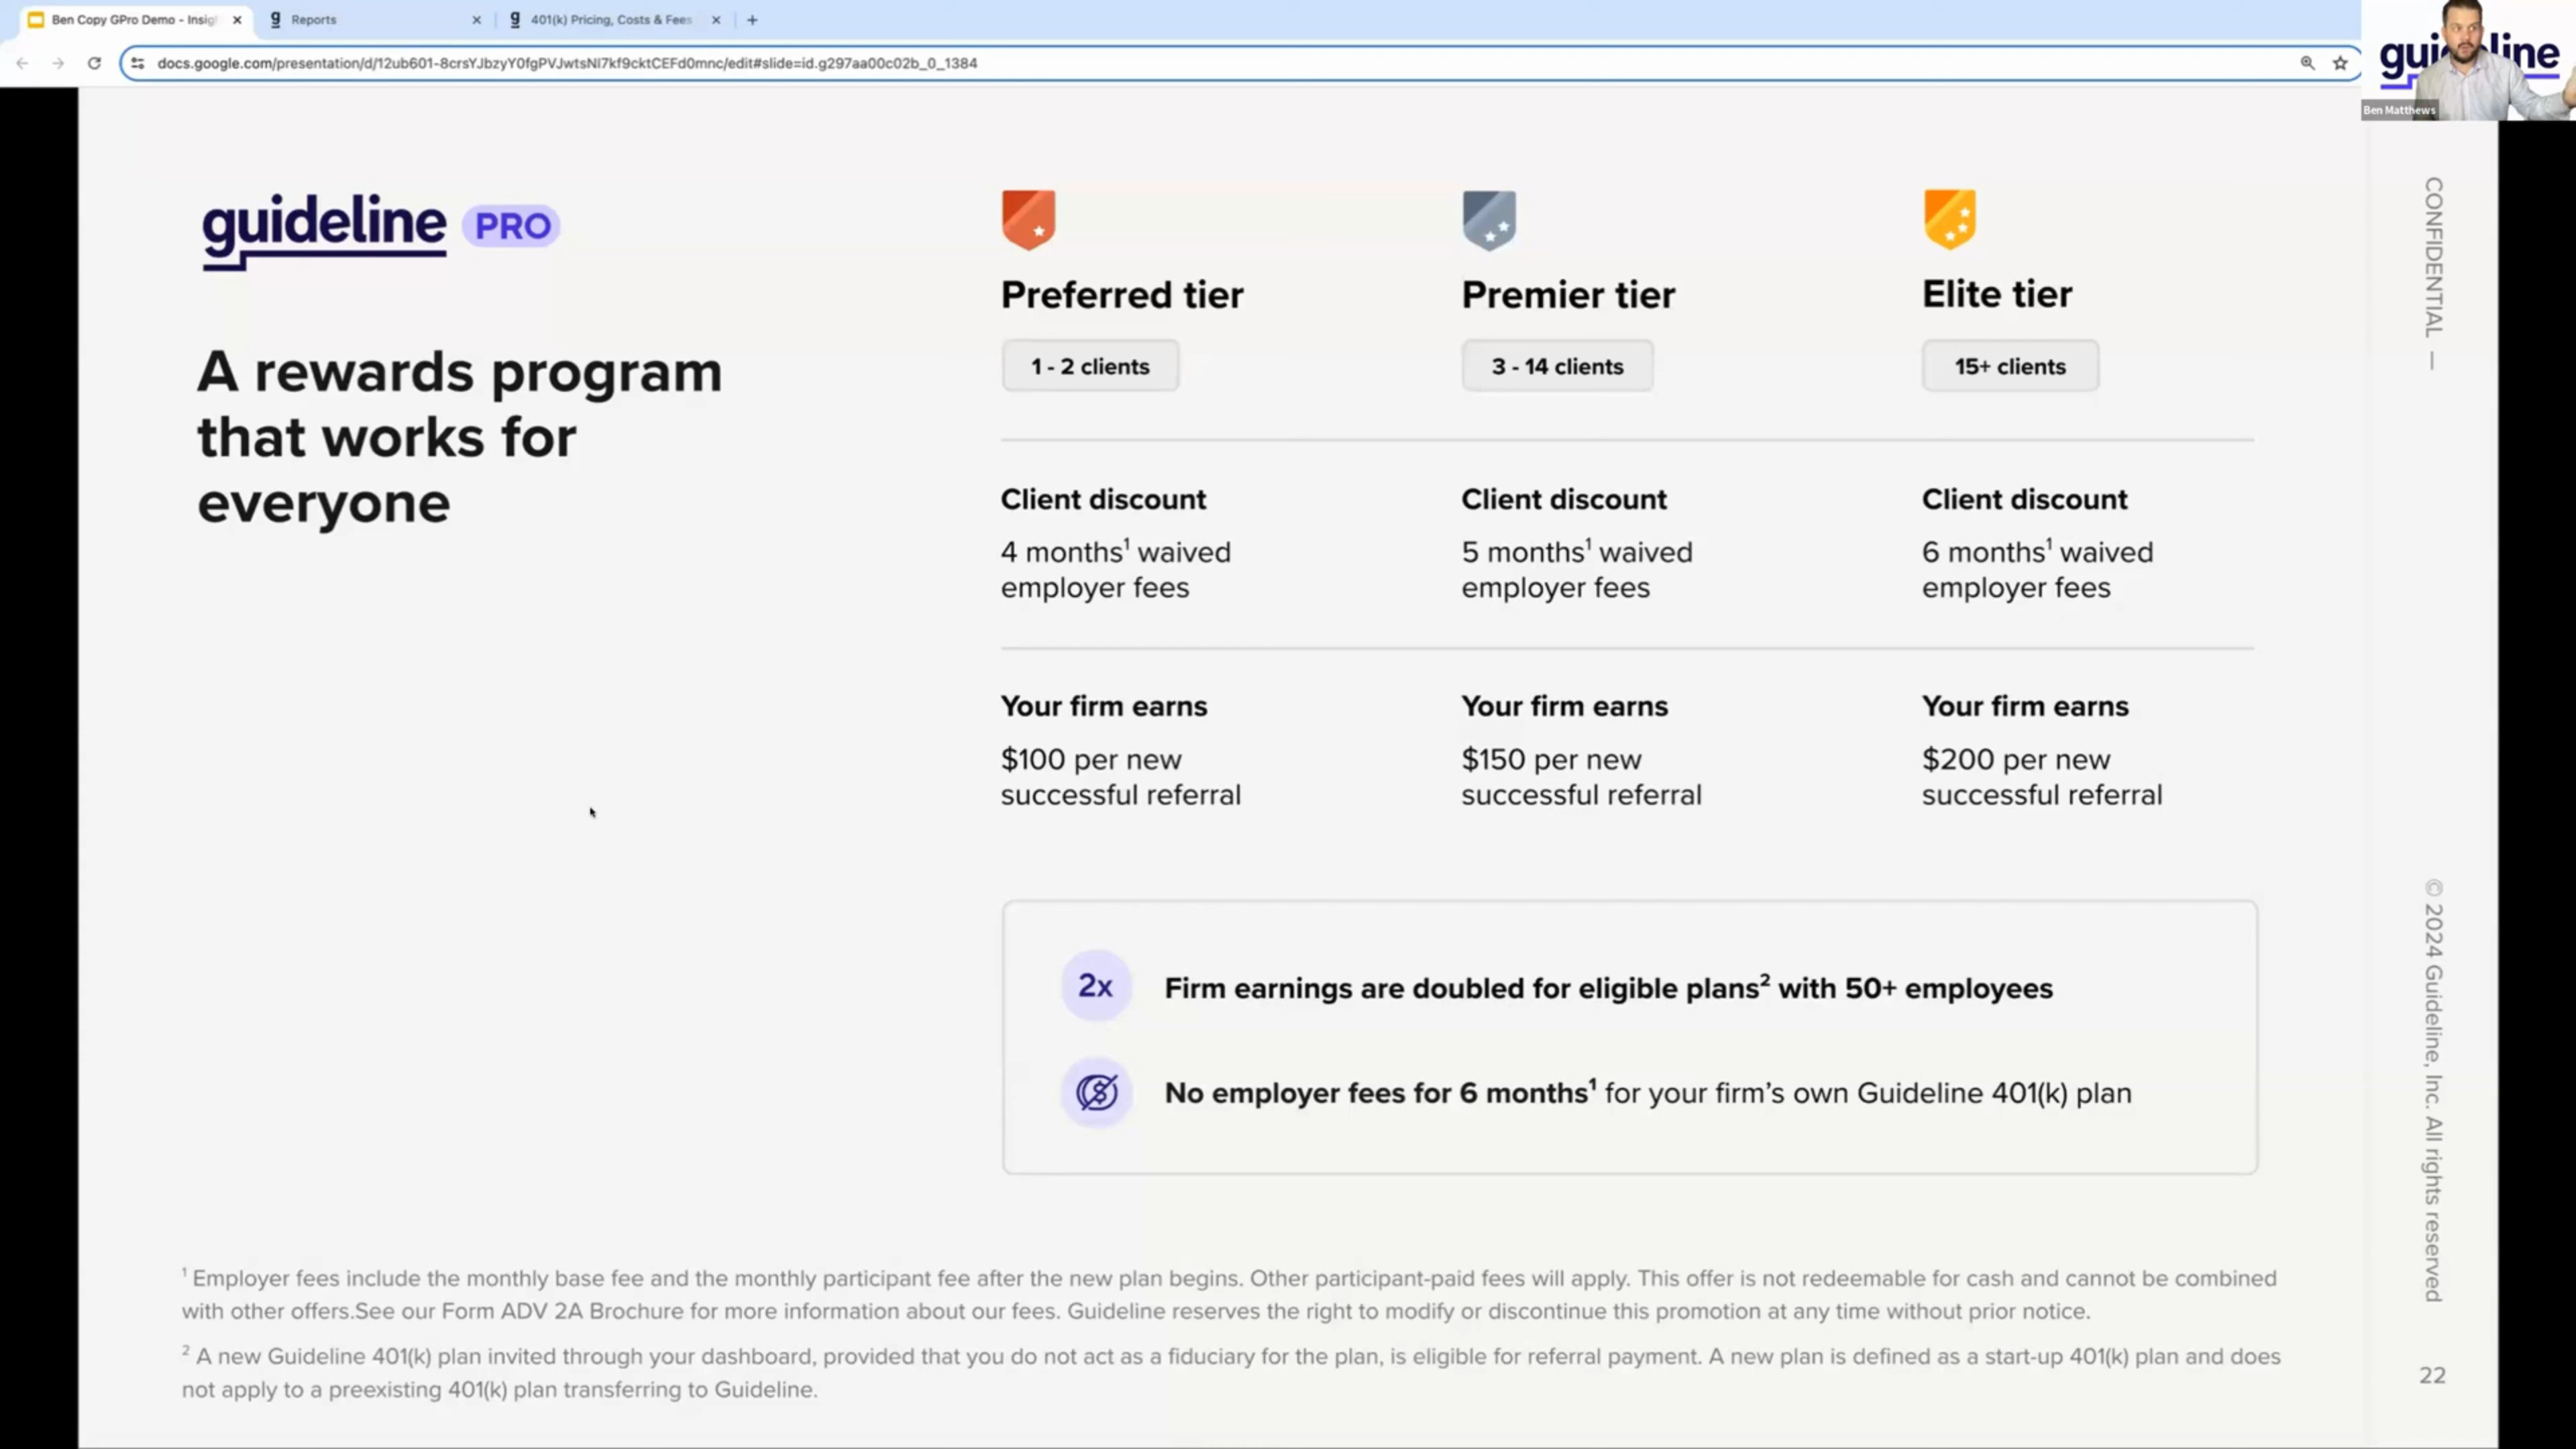 Ben Copy GPro Demo - Insig
Reports
401(k) Pricing, Costs & Fees
docs.google.com/presentation/d/12ub601-8crsYJbzyY0fgPVJwtsNl7kf9cktCEFd0mnc/edit#slide=id.g297aa00c02b_0_1384
Ben Matthews
guideline PRO
A rewards program
that works for
everyone
Preferred tier
1 - 2 clients
Client discount
4 months¹ waived
employer fees
Your firm earns
$100 per new
successful referral
Premier tier
3 - 14 clients
Client discount
5 months¹ waived
employer fees
Your firm earns
$150 per new
successful referral
Elite tier
15+ clients
Client discount
6 months¹ waived
employer fees
Your firm earns
$200 per new
successful referral
2x
Firm earnings are doubled for eligible plans² with 50+ employees
No employer fees for 6 months¹ for your firm’s own Guideline 401(k) plan
¹ Employer fees include the monthly base fee and the monthly participant fee after the new plan begins. Other participant-paid fees will apply. This offer is not redeemable for cash and cannot be combined
with other offers.See our Form ADV 2A Brochure for more information about our fees. Guideline reserves the right to modify or discontinue this promotion at any time without prior notice.
² A new Guideline 401(k) plan invited through your dashboard, provided that you do not act as a fiduciary for the plan, is eligible for referral payment. A new plan is defined as a start-up 401(k) plan and does
not apply to a preexisting 401(k) plan transferring to Guideline.
CONFIDENTIAL —
© 2024 Guideline, Inc. All rights reserved
22